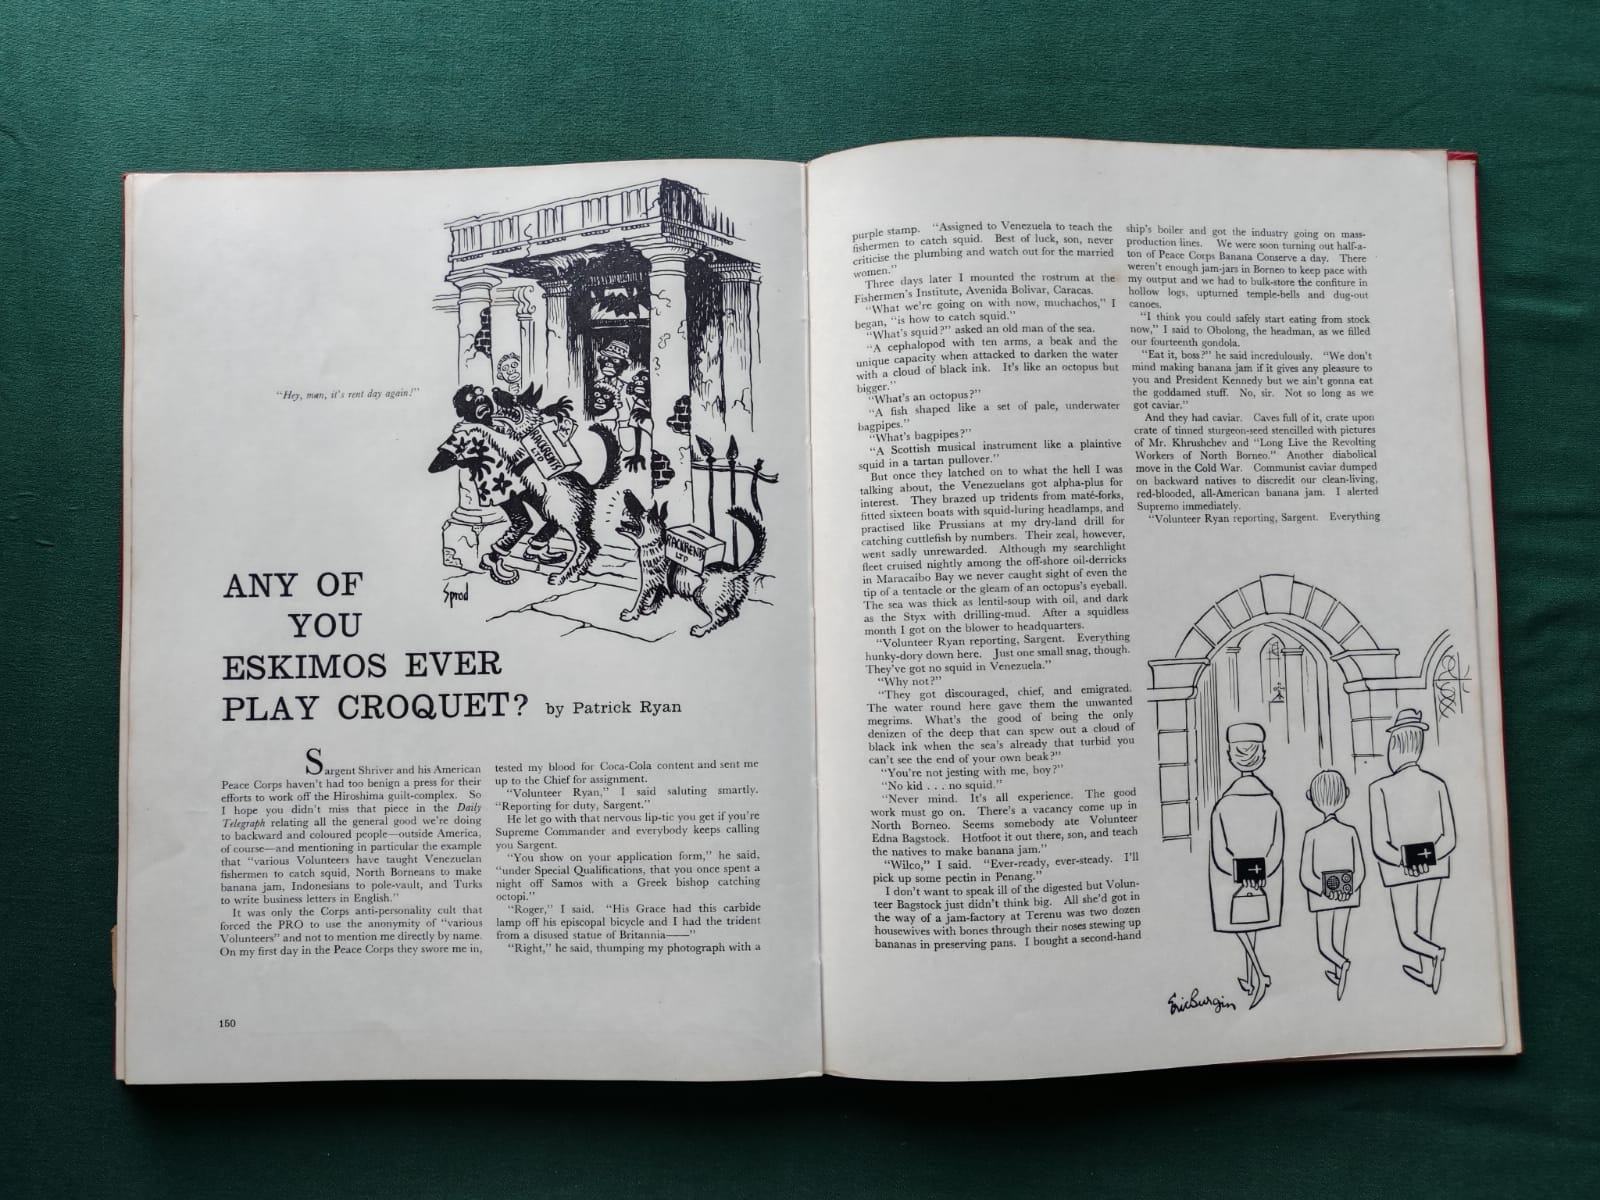 "Hey, man, it's rent day again!"
RACKRENTS
LTD
RACKRENTS
LTD
Sprod
ANY OF
YOU
ESKIMOS EVER
PLAY CROQUET? by Patrick Ryan
Sargent Shriver and his American
Peace Corps haven't had too benign a press for their
efforts to work off the Hiroshima guilt-complex. So
I hope you didn't miss that piece in the Daily
Telegraph relating all the general good we're doing
to backward and coloured people—outside America,
of course—and mentioning in particular the example
that "various Volunteers have taught Venezuelan
fishermen to catch squid, North Borneans to make
banana jam, Indonesians to pole-vault, and Turks
to write business letters in English."
It was only the Corps anti-personality cult that
forced the PRO to use the anonymity of "various
Volunteers" and not to mention me directly by name.
On my first day in the Peace Corps they swore me in,
tested my blood for Coca-Cola content and sent me
up to the Chief for assignment.
"Volunteer Ryan," I said saluting smartly.
"Reporting for duty, Sargent."
He let go with that nervous lip-tic you get if you're
Supreme Commander and everybody keeps calling
you Sargent.
"You show on your application form," he said,
"under Special Qualifications, that you once spent a
night off Samos with a Greek bishop catching
octopi."
"Roger," I said. "His Grace had this carbide
lamp off his episcopal bicycle and I had the trident
from a disused statue of Britannia——"
"Right," he said, thumping my photograph with a
150
purple stamp. "Assigned to Venezuela to teach the
fishermen to catch squid. Best of luck, son, never
criticise the plumbing and watch out for the married
women."
Three days later I mounted the rostrum at the
Fishermen's Institute, Avenida Bolivar, Caracas.
"What we're going on with now, muchachos," I
began, "is how to catch squid."
"What's squid?" asked an old man of the sea.
"A cephalopod with ten arms, a beak and the
unique capacity when attacked to darken the water
with a cloud of black ink. It's like an octopus but
bigger."
"What's an octopus?"
"A fish shaped like a set of pale, underwater
bagpipes."
"What's bagpipes?"
"A Scottish musical instrument like a plaintive
squid in a tartan pullover."
But once they latched on to what the hell I was
talking about, the Venezuelans got alpha-plus for
interest. They brazed up tridents from maté-forks,
fitted sixteen boats with squid-luring headlamps, and
practised like Prussians at my dry-land drill for
catching cuttlefish by numbers. Their zeal, however,
went sadly unrewarded. Although my searchlight
fleet cruised nightly among the off-shore oil-derricks
in Maracaibo Bay we never caught sight of even the
tip of a tentacle or the gleam of an octopus's eyeball.
The sea was thick as lentil-soup with oil, and dark
as the Styx with drilling-mud. After a squidless
month I got on the blower to headquarters.
"Volunteer Ryan reporting, Sargent. Everything
hunky-dory down here. Just one small snag, though.
They've got no squid in Venezuela."
"Why not?"
"They got discouraged, chief, and emigrated.
The water round here gave them the unwanted
megrims. What's the good of being the only
denizen of the deep that can spew out a cloud of
black ink when the sea's already that turbid you
can't see the end of your own beak?"
"You're not jesting with me, boy?"
"No kid . . . no squid."
"Never mind. It's all experience. The good
work must go on. There's a vacancy come up in
North Borneo. Seems somebody ate Volunteer
Edna Bagstock. Hotfoot it out there, son, and teach
the natives to make banana jam."
"Wilco," I said. "Ever-ready, ever-steady. I'll
pick up some pectin in Penang."
I don't want to speak ill of the digested but Volun-
teer Bagstock just didn't think big. All she'd got in
the way of a jam-factory at Terenu was two dozen
housewives with bones through their noses stewing up
bananas in preserving pans. I bought a second-hand
ship's boiler and got the industry going on mass-
production lines. We were soon turning out half-a-
ton of Peace Corps Banana Conserve a day. There
weren't enough jam-jars in Borneo to keep pace with
my output and we had to bulk-store the confiture in
hollow logs, upturned temple-bells and dug-out
canoes.
"I think you could safely start eating from stock
now," I said to Obolong, the headman, as we filled
our fourteenth gondola.
"Eat it, boss?" he said incredulously. "We don't
mind making banana jam if it gives any pleasure to
you and President Kennedy but we ain't gonna eat
the goddamed stuff. No, sir. Not so long as we
got caviar."
And they had caviar. Caves full of it, crate upon
crate of tinned sturgeon-seed stencilled with pictures
of Mr. Khrushchev and "Long Live the Revolting
Workers of North Borneo." Another diabolical
move in the Cold War. Communist caviar dumped
on backward natives to discredit our clean-living,
red-blooded, all-American banana jam. I alerted
Supremo immediately.
"Volunteer Ryan reporting, Sargent. Everything
Eric Burgin